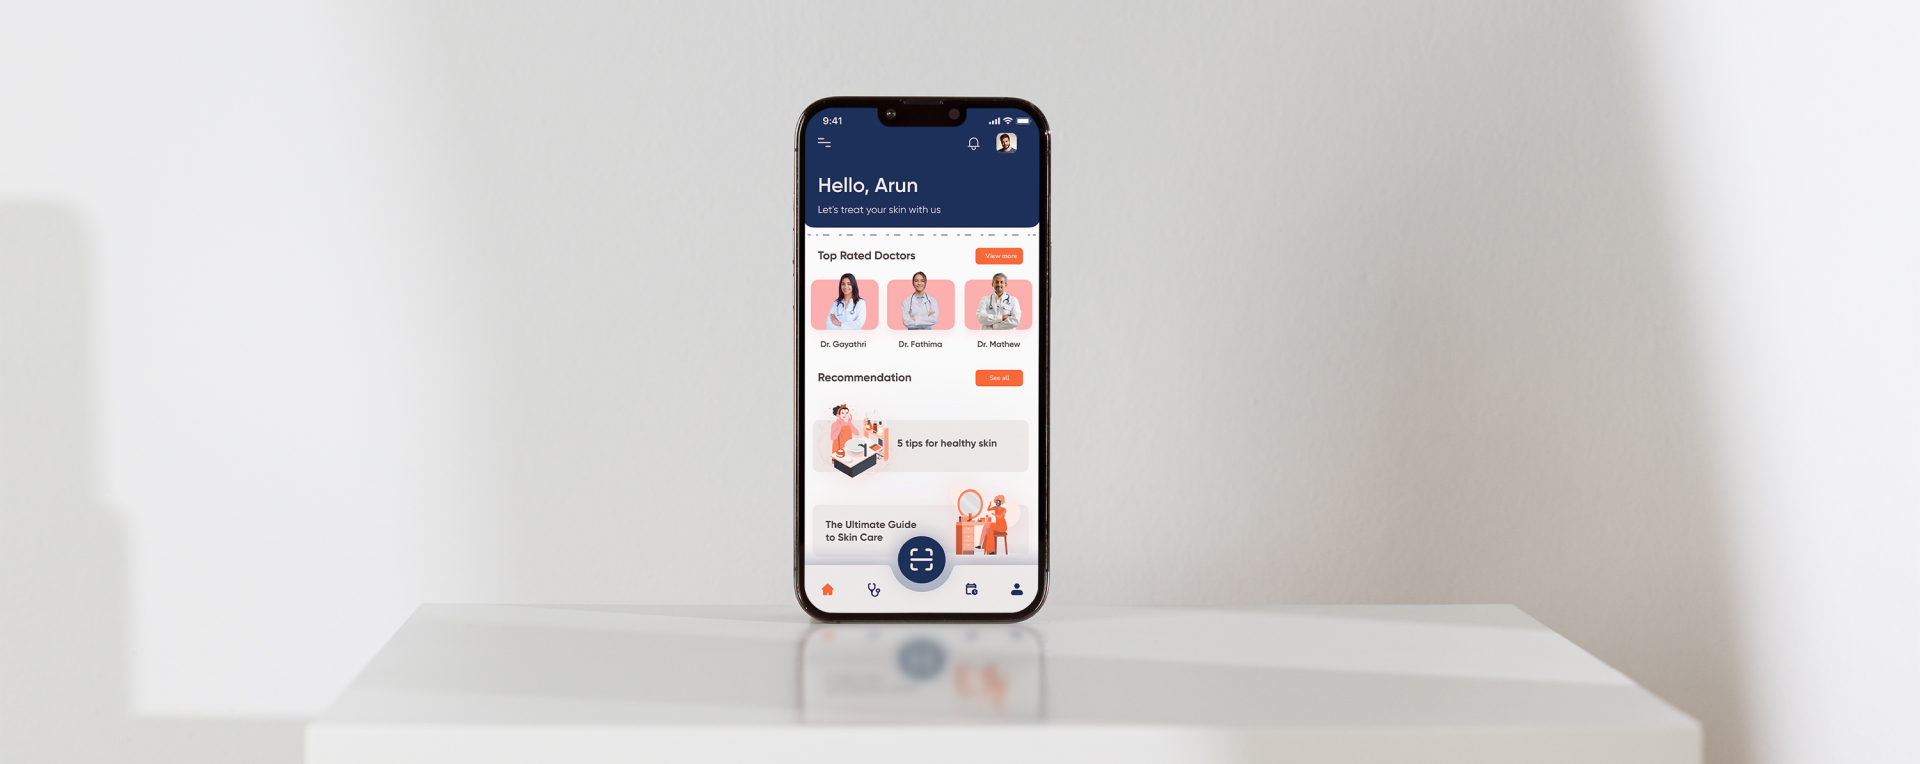 9:41
Hello, Arun
Let's treat your skin with us
Top Rated Doctors
View more
Dr. Gayathri
Dr. Fathima
Dr. Mathew
Recommendation
See all
5 tips for healthy skin
The Ultimate Guide
to Skin Care